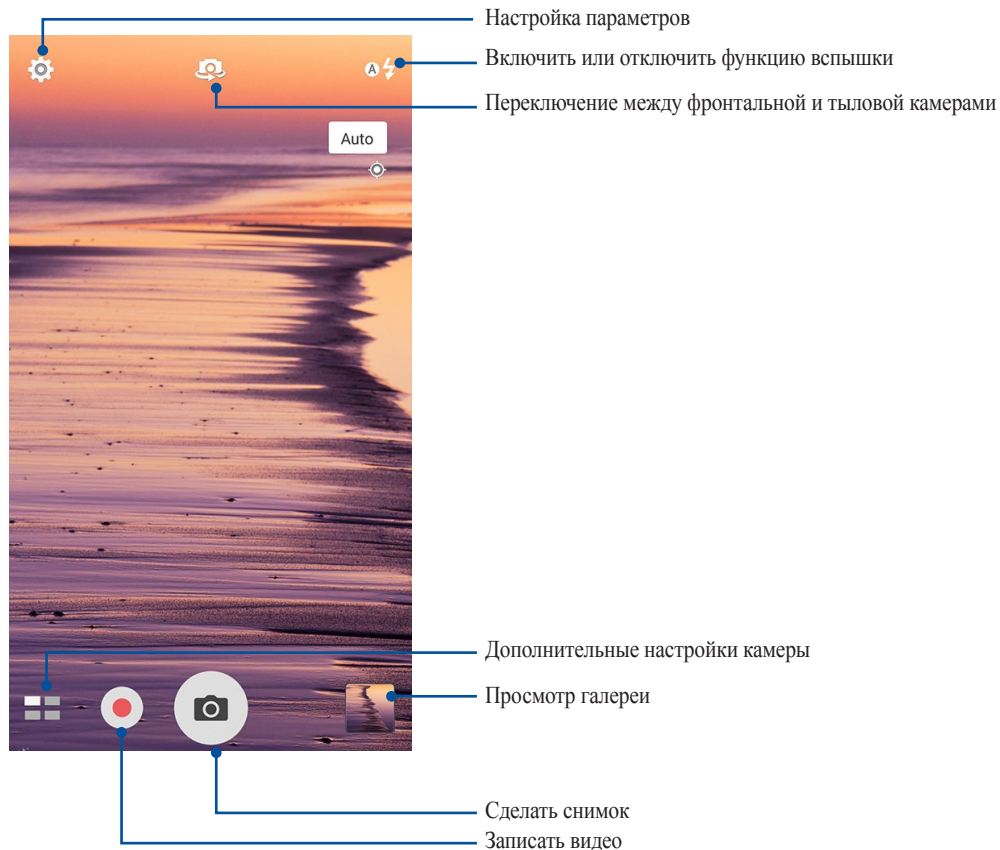 Настройка параметров
Включить или отключить функцию вспышки
A
Переключение между фронтальной и тыловой камерами
Auto
Дополнительные настройки камеры
Просмотр галереи
Сделать снимок
Записать видео